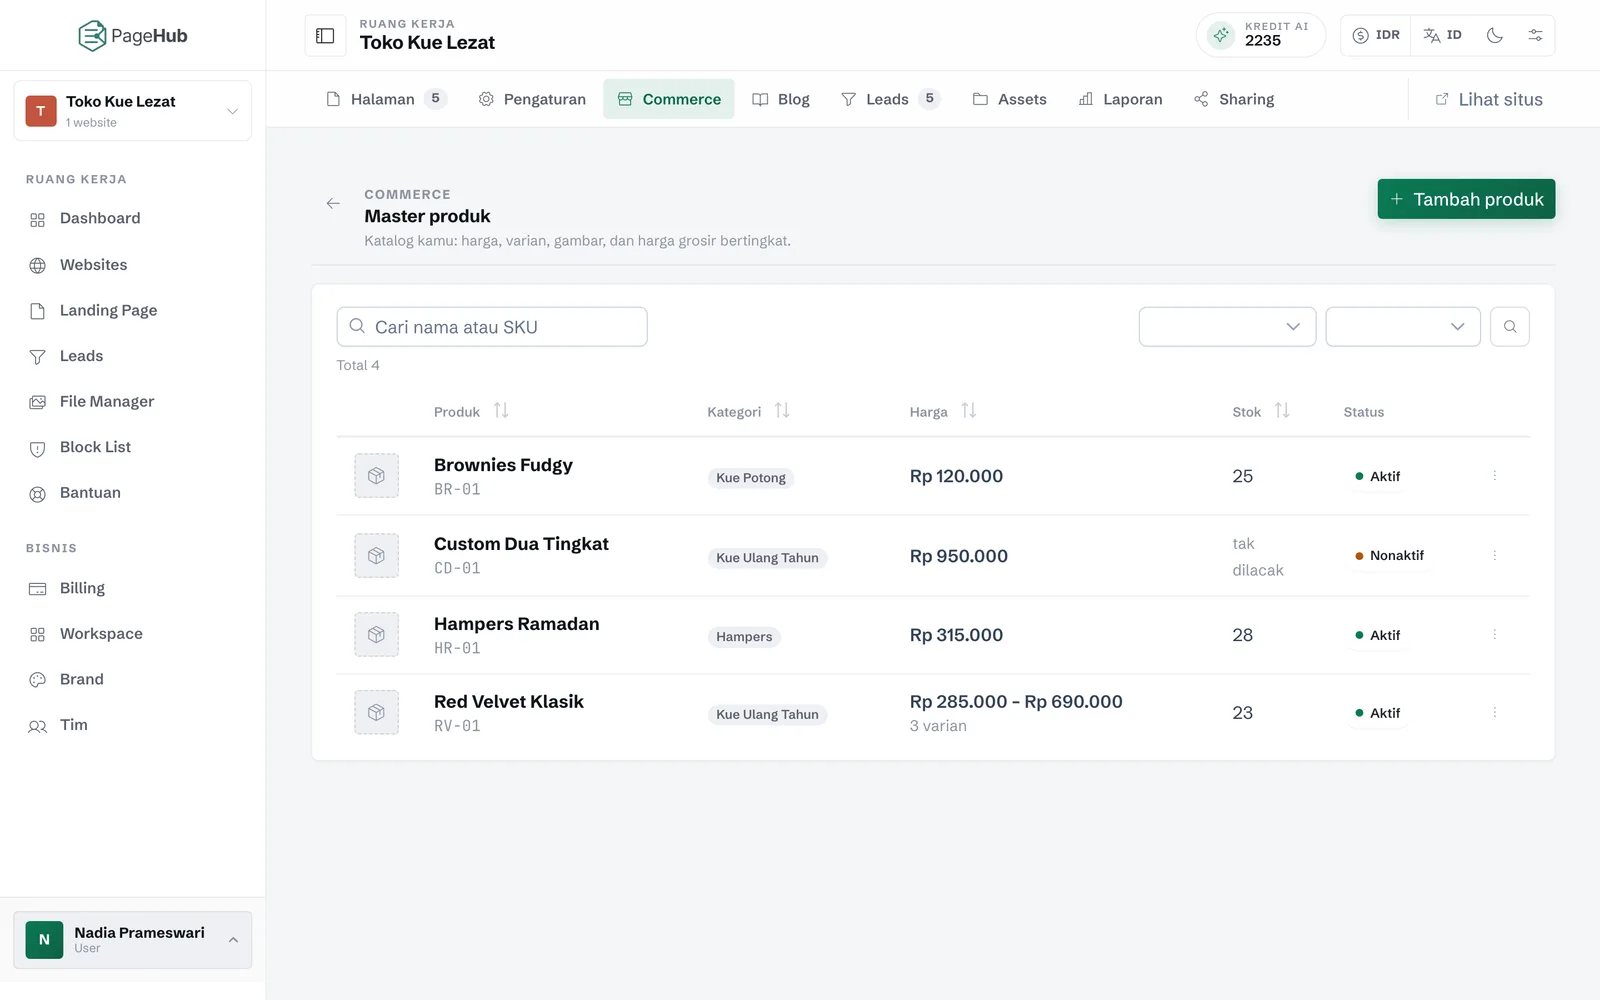 PageHub
RUANG KERJA
Toko Kue Lezat
KREDIT AI
2235
IDR
ID
T
Toko Kue Lezat
1 website
Halaman 5
Pengaturan
Commerce
Blog
Leads 5
Assets
Laporan
Sharing
Lihat situs
RUANG KERJA
Dashboard
Websites
Landing Page
Leads
File Manager
Block List
Bantuan
BISNIS
Billing
Workspace
Brand
Tim
N
Nadia Prameswari
User
COMMERCE
Master produk
Katalog kamu: harga, varian, gambar, dan harga grosir bertingkat.
Tambah produk
Cari nama atau SKU
Total 4
Produk Kategori Harga Stok Status
Brownies Fudgy
BR-01
Kue Potong
Rp 120.000
25
Aktif
Custom Dua Tingkat
CD-01
Kue Ulang Tahun
Rp 950.000
tak
dilacak
Nonaktif
Hampers Ramadan
HR-01
Hampers
Rp 315.000
28
Aktif
Red Velvet Klasik
RV-01
Kue Ulang Tahun
Rp 285.000 – Rp 690.000
3 varian
23
Aktif